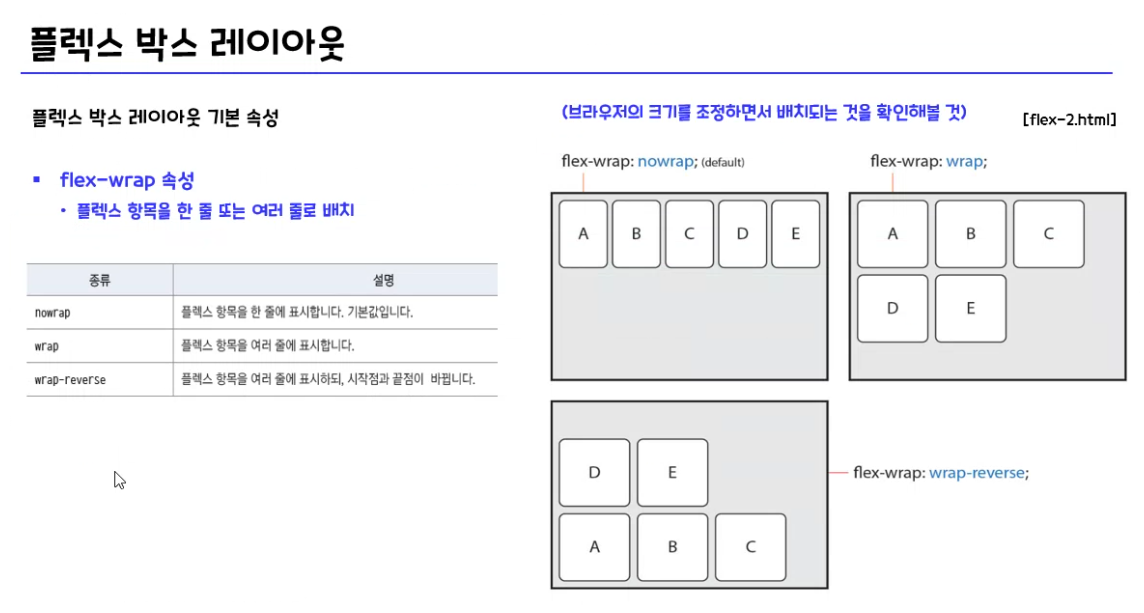 플렉스 박스 레이아웃
플렉스 박스 레이아웃 기본 속성
▪ flex-wrap 속성
• 플렉스 항목을 한 줄 또는 여러 줄로 배치
종류 설명
nowrap 플렉스 항목을 한 줄에 표시합니다. 기본값입니다.
wrap 플렉스 항목을 여러 줄에 표시합니다.
wrap-reverse 플렉스 항목을 여러 줄에 표시하되, 시작점과 끝점이 바뀝니다.
(브라우저의 크기를 조정하면서 배치되는 것을 확인해볼 것)
[flex-2.html]
flex-wrap: nowrap; (default)
A B C D E
flex-wrap: wrap;
A B C
D E
D E
A B C
flex-wrap: wrap-reverse;